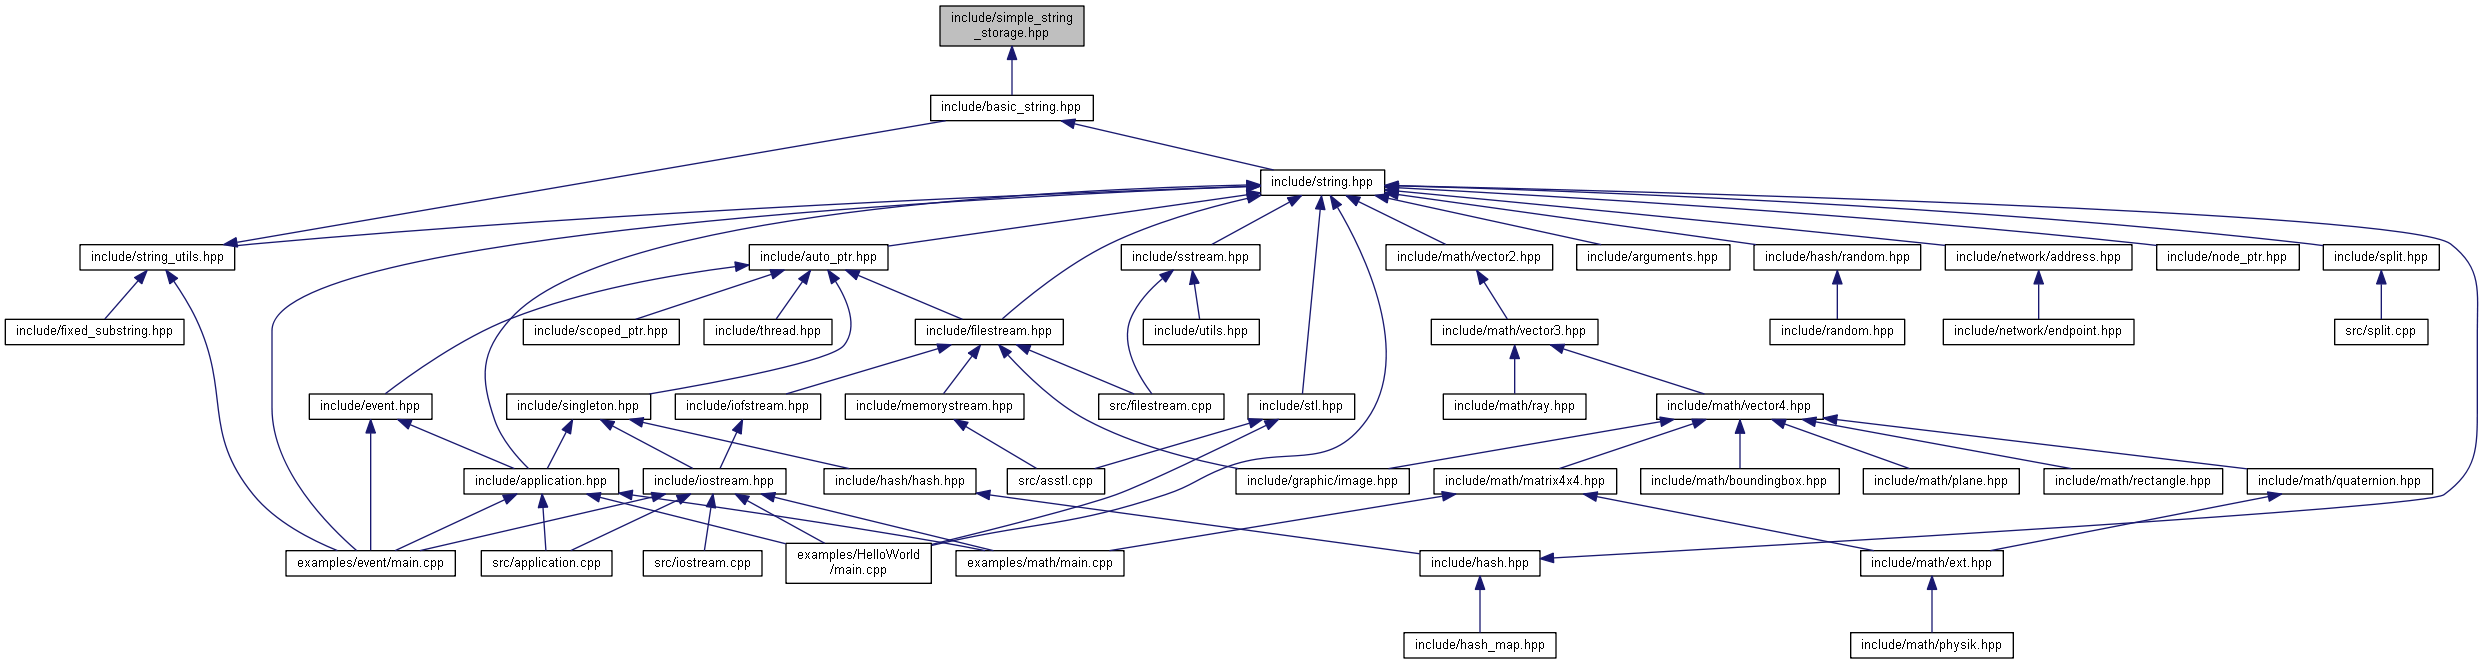 include/simple_string
_storage.hpp
include/basic_string.hpp
include/string.hpp
include/string_utils.hpp
include/auto_ptr.hpp
include/sstream.hpp
include/math/vector2.hpp
include/arguments.hpp
include/hash/random.hpp
include/network/address.hpp
include/node_ptr.hpp
include/split.hpp
include/fixed_substring.hpp
include/scoped_ptr.hpp
include/thread.hpp
include/filestream.hpp
include/utils.hpp
include/math/vector3.hpp
include/random.hpp
include/network/endpoint.hpp
src/split.cpp
include/event.hpp
include/singleton.hpp
include/iofstream.hpp
include/memorystream.hpp
src/filestream.cpp
include/stl.hpp
include/math/ray.hpp
include/math/vector4.hpp
include/application.hpp
include/iostream.hpp
include/hash/hash.hpp
src/asstl.cpp
include/graphic/image.hpp
include/math/matrix4x4.hpp
include/math/boundingbox.hpp
include/math/plane.hpp
include/math/rectangle.hpp
include/math/quaternion.hpp
examples/event/main.cpp
src/application.cpp
src/iostream.cpp
examples/HelloWorld
/main.cpp
examples/math/main.cpp
include/hash.hpp
include/math/ext.hpp
include/hash_map.hpp
include/math/physik.hpp